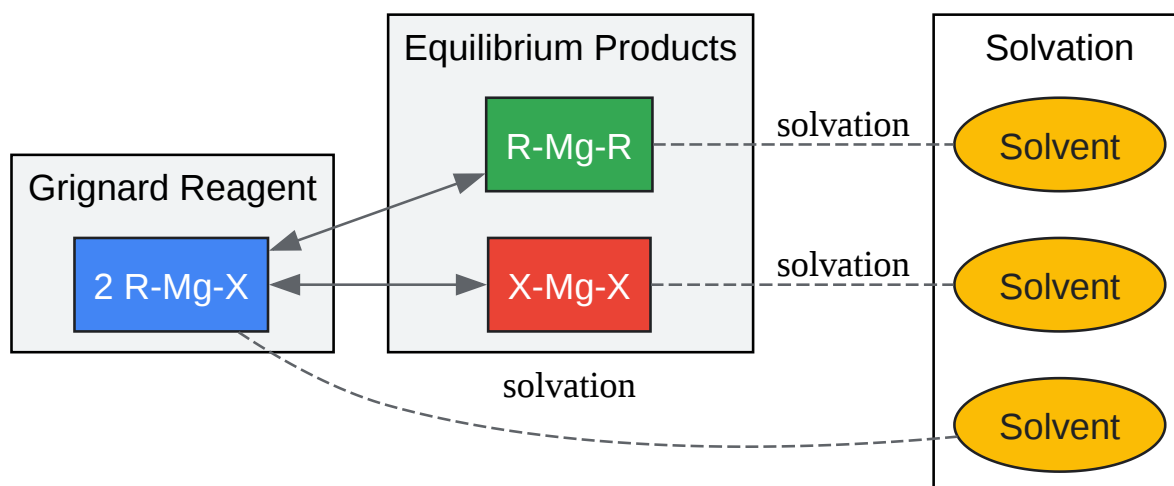 Grignard Reagent
2 R-Mg-X
Equilibrium Products
R-Mg-R
X-Mg-X
solvation
solvation
solvation
Solvation
Solvent
Solvent
Solvent